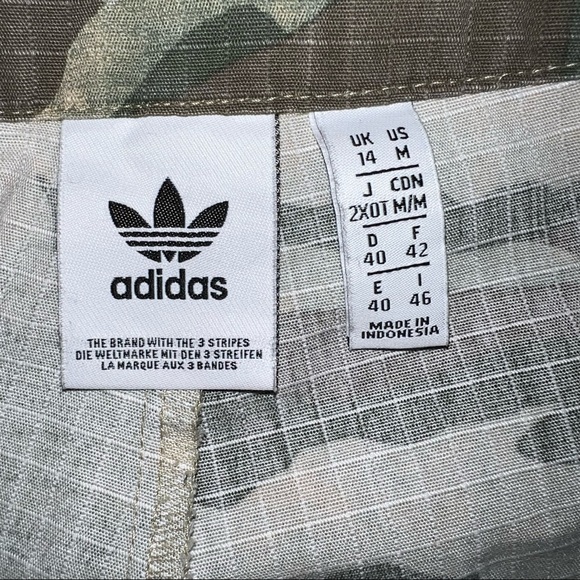 adidas
THE BRAND WITH THE 3 STRIPES
DIE WELTMARKE MIT DEN 3 STREIFEN
LA MARQUE AUX 3 BANDES
UK US
14 M
J CDN
2XOT M/M
D F
40 42
E I
40 46
MADE IN
INDONESIA